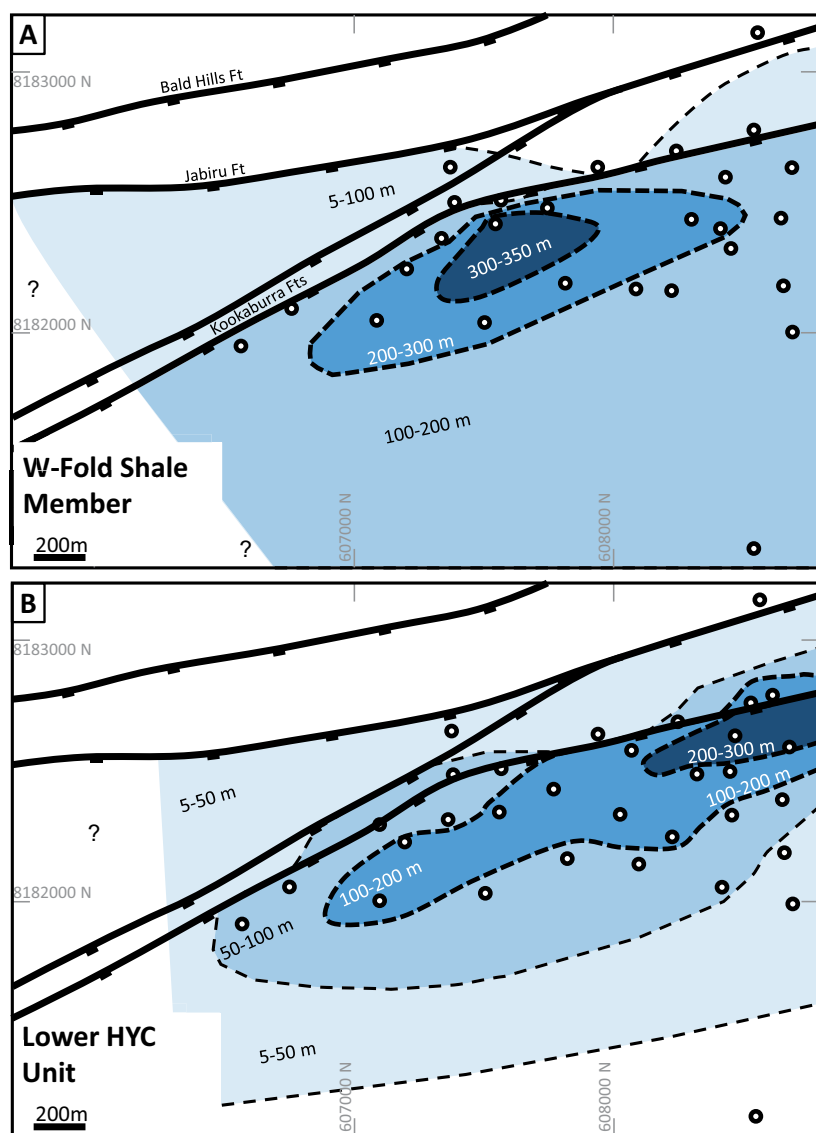 A
Bald Hills Ft
8183000 N
Jabiru Ft
5-100 m
300-350 m
?
Kookaburra Fts
8182000 N
200-300 m
100-200 m
W-Fold Shale
Member
607000 N
608000 N
?
200m
B
8183000 N
200-300 m
5-50 m
100-200 m
?
100-200 m
8182000 N
50-100 m
Lower HYC
Unit
5-50 m
607000 N
608000 N
200m